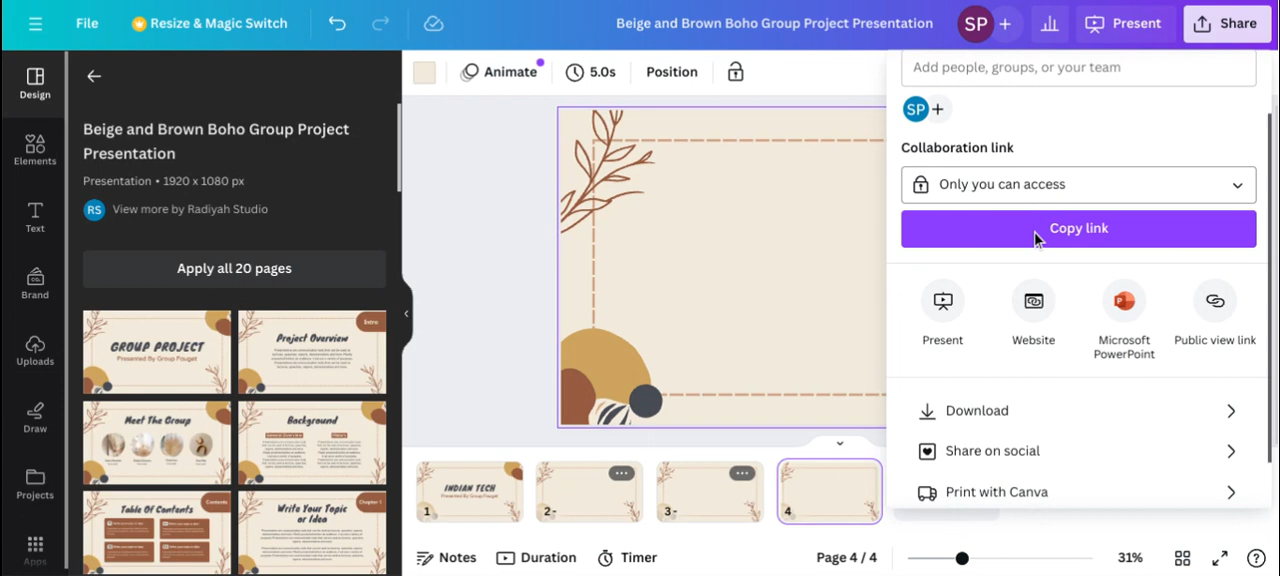 File
Resize & Magic Switch
Beige and Brown Boho Group Project Presentation
SP
Present
Share
Design
Elements
Text
Brand
Uploads
Draw
Projects
Apps
Beige and Brown Boho Group Project
Presentation
Presentation • 1920 x 1080 px
RS View more by Radiyah Studio
Apply all 20 pages
GROUP PROJECT
Presented By Group Fouget
Intro
Project Overview
Meet The Group
Background
Contents
Table Of Contents
Chapter 1
Write Your Topic
or Idea
Animate
5.0s
Position
Add people, groups, or your team
SP
Collaboration link
Only you can access
Copy link
Present
Website
Microsoft
PowerPoint
Public view link
Download
Share on social
Print with Canva
INDIAN TECH
Presented By Group Fouget
1
2 -
3 -
4
Notes
Duration
Timer
Page 4 / 4
31%